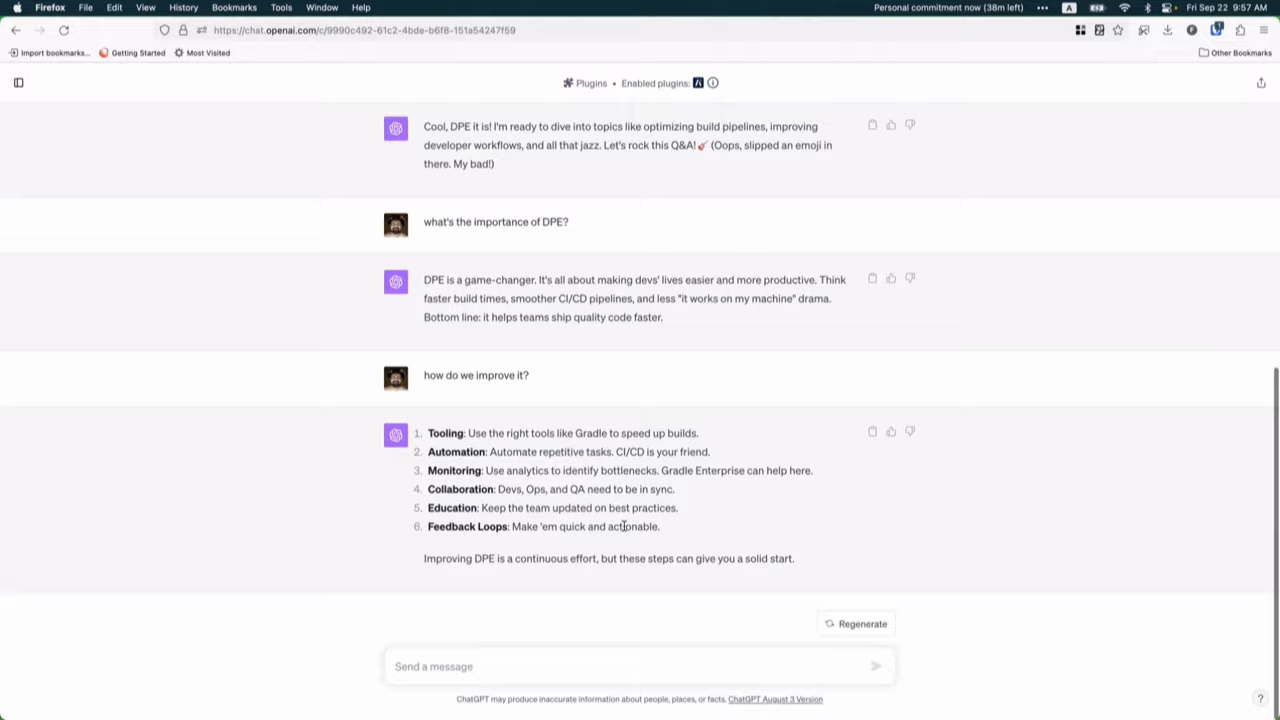 Firefox File Edit View History Bookmarks Tools Window Help Personal commitment now (38m left) ••• A Fri Sep 22 9:57 AM
https://chat.openai.com/c/9990c492-61c2-4bde-b6f8-151a54247f59
Import bookmarks... Getting Started Most Visited Other Bookmarks
Plugins • Enabled plugins:
Cool, DPE it is! I'm ready to dive into topics like optimizing build pipelines, improving
developer workflows, and all that jazz. Let's rock this Q&A!🎸 (Oops, slipped an emoji in
there. My bad!)
what's the importance of DPE?
DPE is a game-changer. It's all about making devs' lives easier and more productive. Think
faster build times, smoother CI/CD pipelines, and less "it works on my machine" drama.
Bottom line: it helps teams ship quality code faster.
how do we improve it?
1. Tooling: Use the right tools like Gradle to speed up builds.
2. Automation: Automate repetitive tasks. CI/CD is your friend.
3. Monitoring: Use analytics to identify bottlenecks. Gradle Enterprise can help here.
4. Collaboration: Devs, Ops, and QA need to be in sync.
5. Education: Keep the team updated on best practices.
6. Feedback Loops: Make 'em quick and actionable.
Improving DPE is a continuous effort, but these steps can give you a solid start.
Regenerate
Send a message
ChatGPT may produce inaccurate information about people, places, or facts. ChatGPT August 3 Version
?